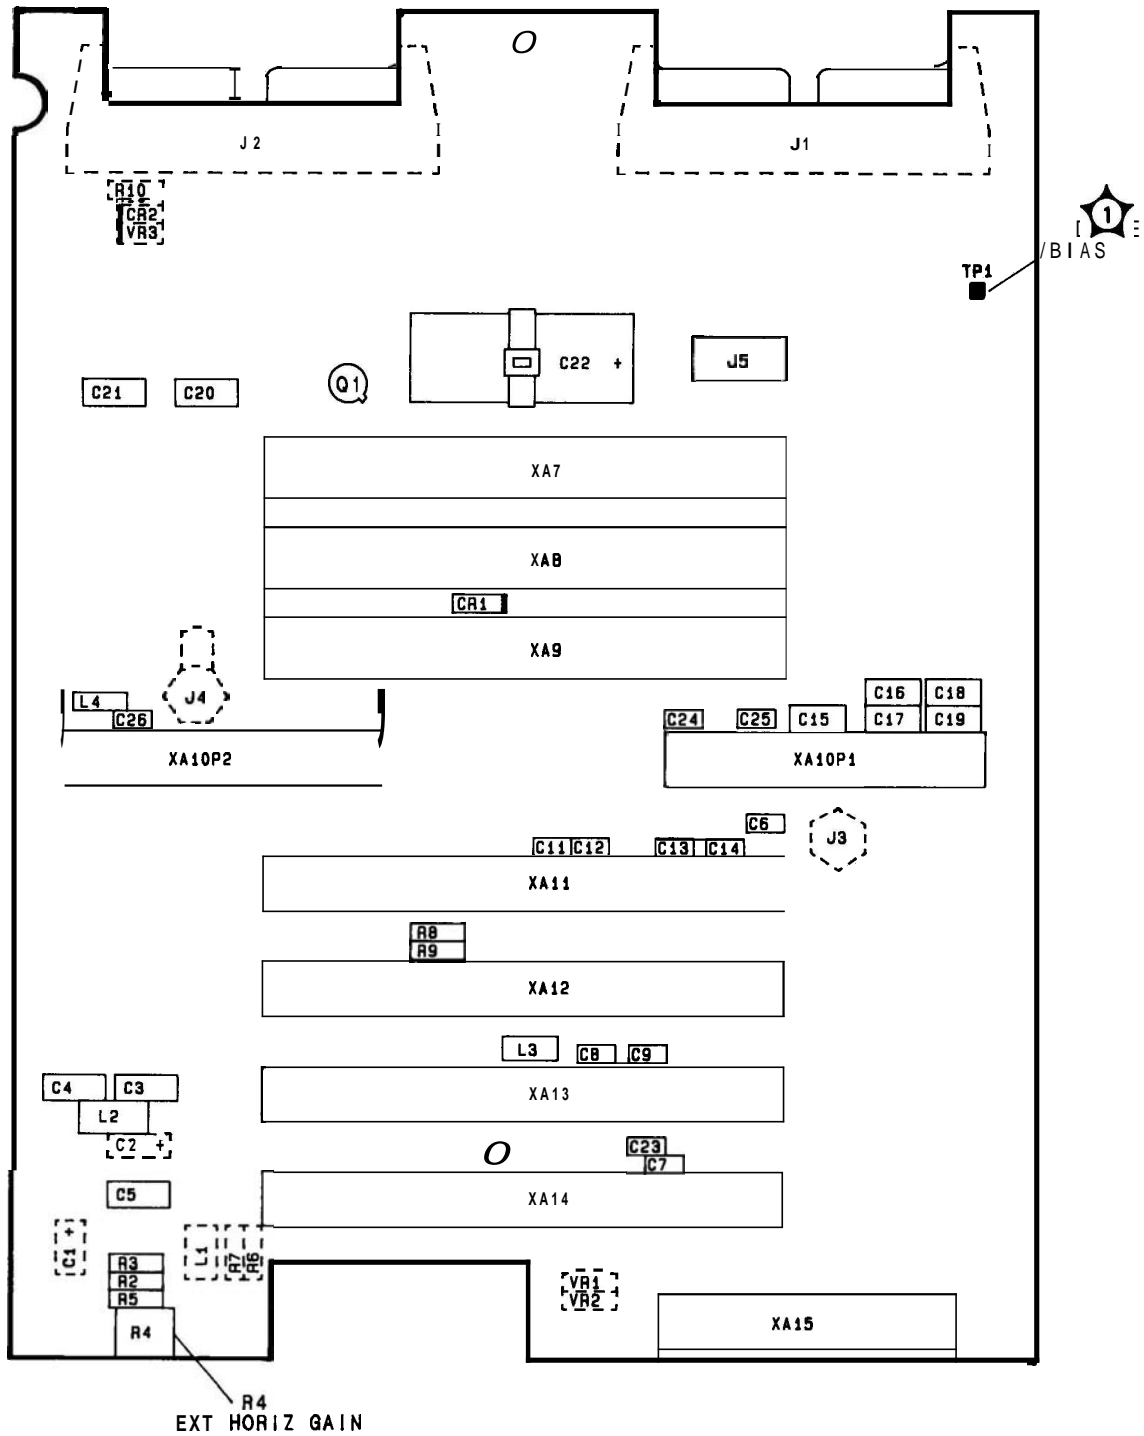 O
J2
J1
R10
CR2
VR3
1
[ E
/BIAS
TP1
C22 +
J5
C21
C20
Q1
XA7
XA8
CR1
XA9
J4
L4
C26
C16
C18
C24
C25
C15
C17
C19
XA10P2
XA10P1
C6
J3
C11
C12
C13
C14
XA11
R8
R9
XA12
L3
C8
C9
C4
C3
XA13
L2
C2 +
O
C23
C7
C5
XA14
C1 +
L1
R7
R6
R3
R2
R5
VR1
VR2
R4
XA15
R4
EXT HORIZ GAIN